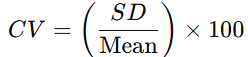 CV = (SD / Mean) × 100